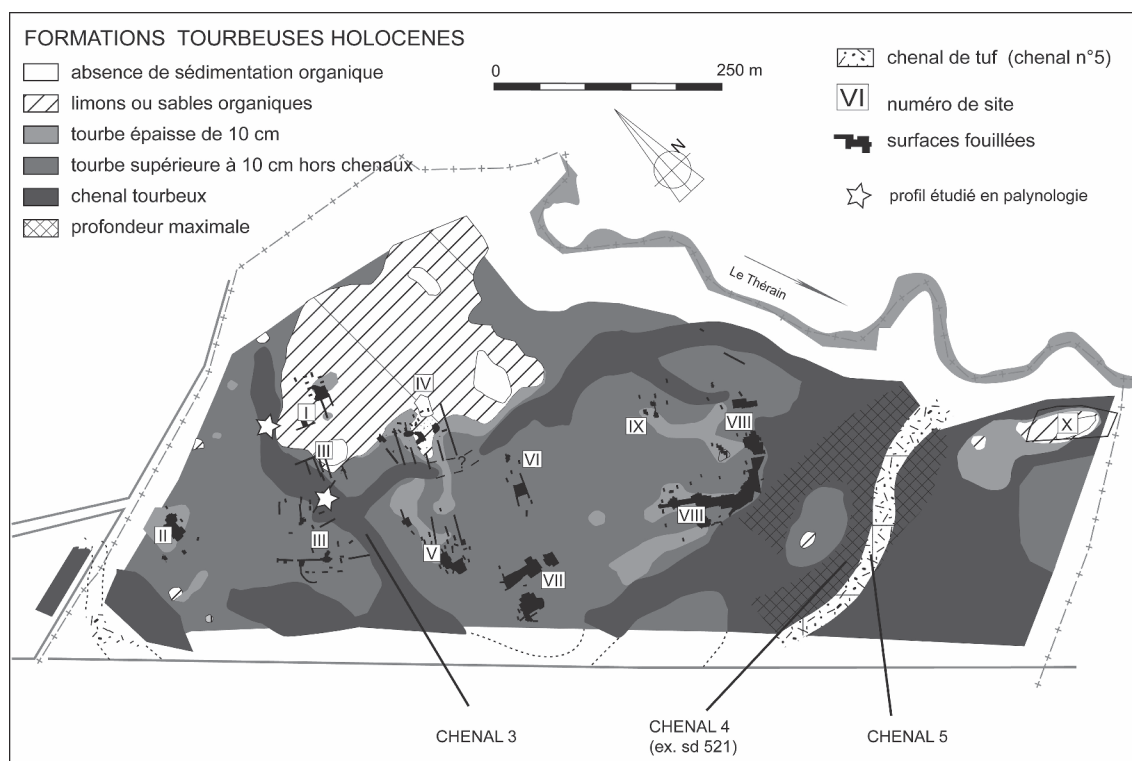 FORMATIONS TOURBEUSES HOLOCENES
absence de sédimentation organique
limons ou sables organiques
tourbe épaisse de 10 cm
tourbe supérieure à 10 cm hors chenaux
chenal tourbeux
profondeur maximale
0 250 m
N
chenal de tuf (chenal n°5)
VI numéro de site
surfaces fouillées
profil étudié en palynologie
Le Thérain
I
IV
III
IX
VIII
X
VI
II
III
V
VIII
VII
?
CHENAL 3
CHENAL 4
(ex. sd 521)
CHENAL 5